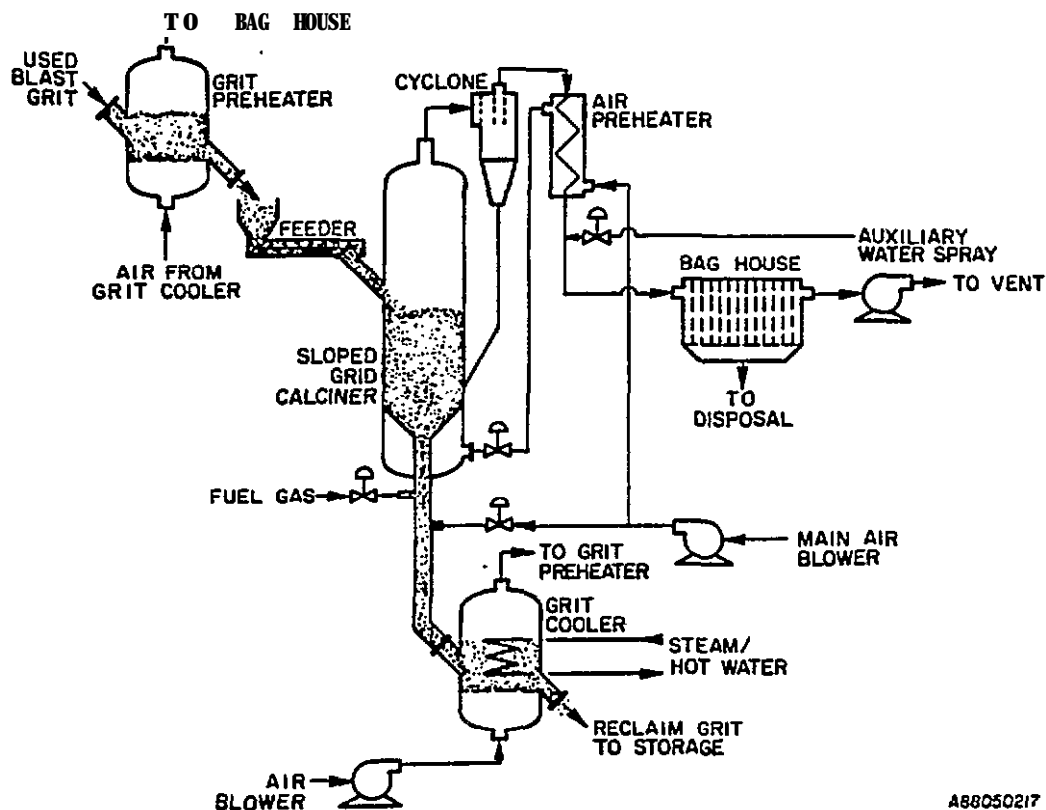 TO BAG HOUSE
USED
BLAST
GRIT
GRIT
PREHEATER
CYCLONE
AIR
PREHEATER
FEEDER
AIR FROM
GRIT COOLER
AUXILIARY
WATER SPRAY
BAG HOUSE
TO VENT
SLOPED
GRID
CALCINER
TO
DISPOSAL
FUEL GAS
MAIN AIR
BLOWER
TO GRIT
PREHEATER
GRIT
COOLER
STEAM/
HOT WATER
RECLAIM GRIT
TO STORAGE
AIR
BLOWER
A88050217